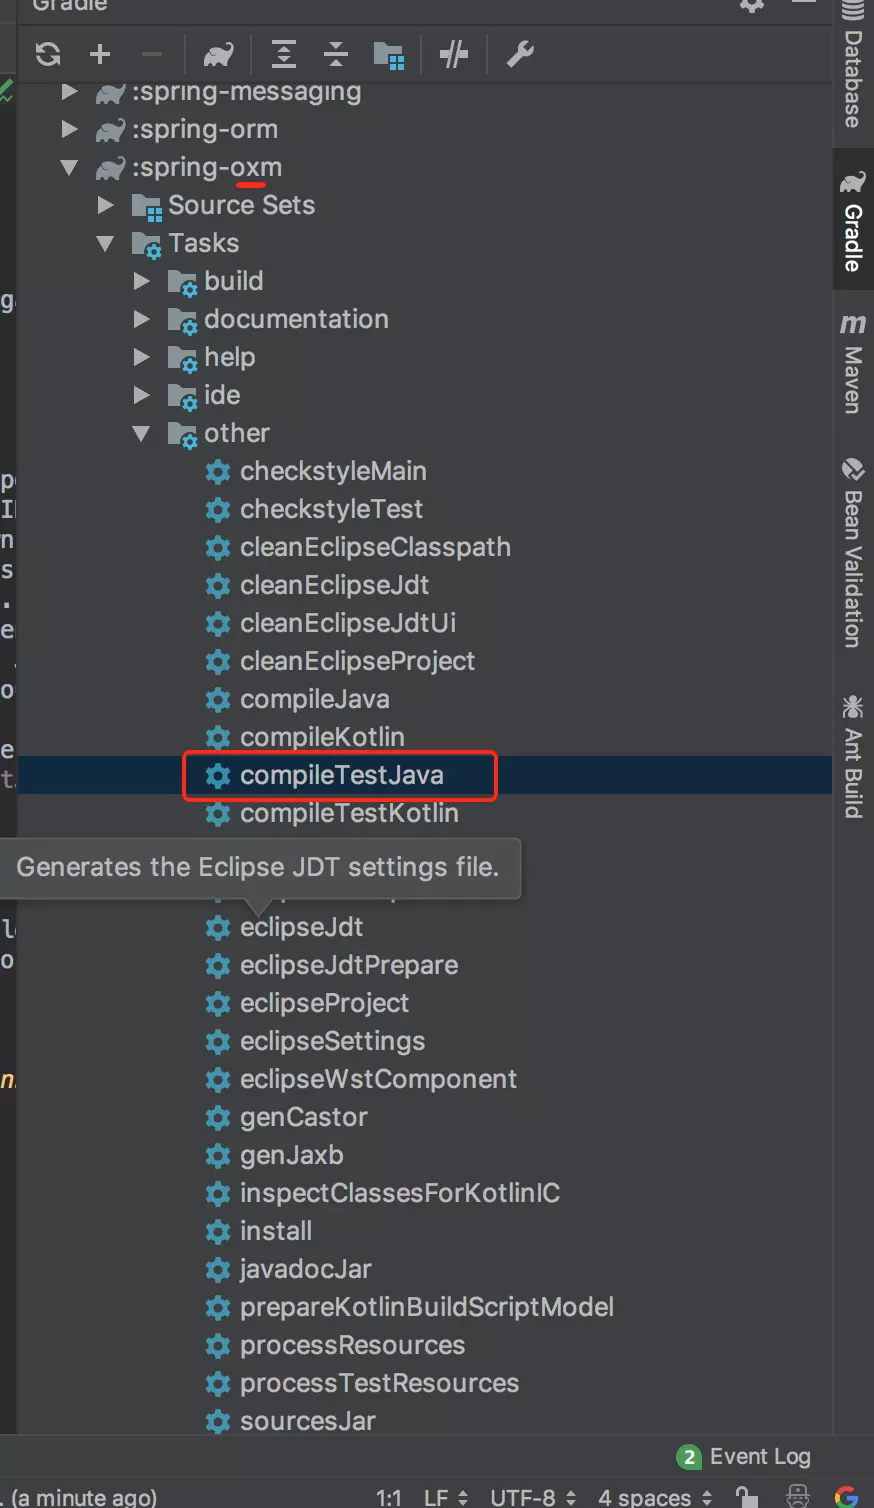 Gradle
:spring-messaging
:spring-orm
:spring-oxm
Source Sets
Tasks
build
documentation
help
ide
other
checkstyleMain
checkstyleTest
cleanEclipseClasspath
cleanEclipseJdt
cleanEclipseJdtUi
cleanEclipseProject
compileJava
compileKotlin
compileTestJava
compileTestKotlin
Generates the Eclipse JDT settings file.
eclipseJdt
eclipseJdtPrepare
eclipseProject
eclipseSettings
eclipseWstComponent
genCastor
genJaxb
inspectClassesForKotlinIC
install
javadocJar
prepareKotlinBuildScriptModel
processResources
processTestResources
sourcesJar
Database
Gradle
Maven
Bean Validation
Ant Build
2 Event Log
. (a minute ago) 1:1 LF UTF-8 4 spaces